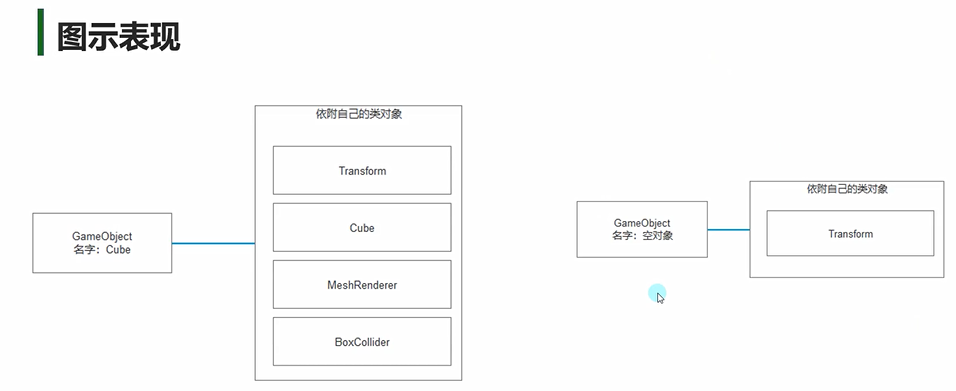 图示表现
依附自己的类对象
Transform
Cube
MeshRenderer
BoxCollider
GameObject
名字：Cube
依附自己的类对象
Transform
GameObject
名字：空对象